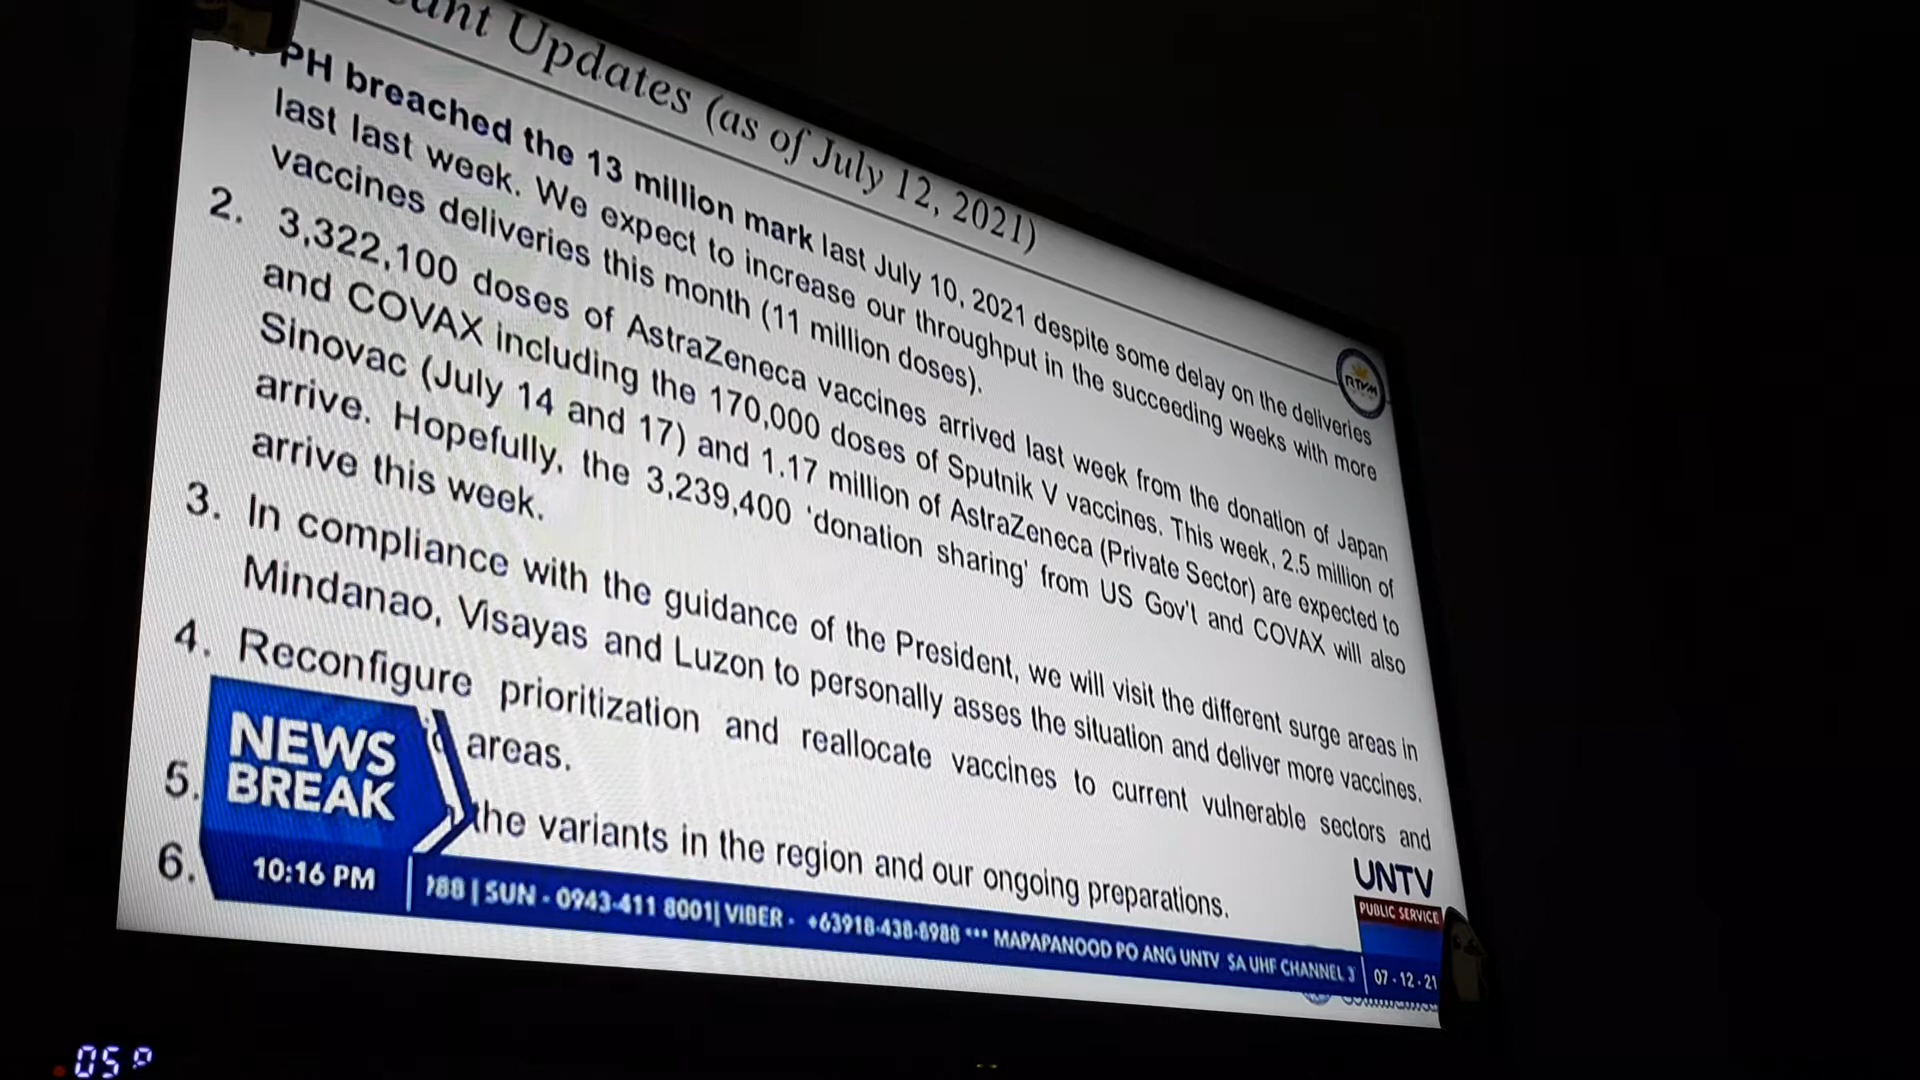 Updates (as of July 12, 2021)
PH breached the 13 million mark last July 10, 2021 despite some delay on the deliveries
last last week. We expect to increase our throughput in the succeeding weeks with more
vaccines deliveries this month (11 million doses).
2. 3,322,100 doses of AstraZeneca vaccines arrived last week from the donation of Japan
and COVAX including the 170,000 doses of Sputnik V vaccines. This week, 2.5 million of
Sinovac (July 14 and 17) and 1.17 million of AstraZeneca (Private Sector) are expected to
arrive. Hopefully, the 3,239,400 'donation sharing' from US Gov't and COVAX will also
arrive this week.
3. In compliance with the guidance of the President, we will visit the different surge areas in
Mindanao, Visayas and Luzon to personally asses the situation and deliver more vaccines.
4. Reconfigure prioritization and reallocate vaccines to current vulnerable sectors and
areas.
5. the variants in the region and our ongoing preparations.
6.
RTVM
NEWS
BREAK
10:16 PM
788 | SUN - 0943-411 8001| VIBER - +63918-438-8988 *** MAPAPANOOD PO ANG UNTV SA UHF CHANNEL 3
UNTV
PUBLIC SERVICE
07-12-21